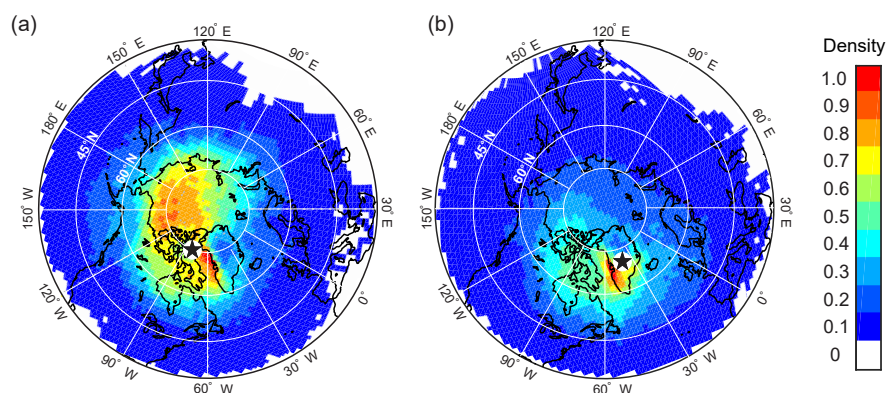 (a)
(b)
120° E
90° E
60° E
30° E
0°
30° W
60° W
90° W
120° W
150° W
180° E
150° E
45° N
60° N
120° E
90° E
60° E
30° E
0°
30° W
60° W
90° W
120° W
150° W
180° E
150° E
45° N
60° N
Density
1.0
0.9
0.8
0.7
0.6
0.5
0.4
0.3
0.2
0.1
0